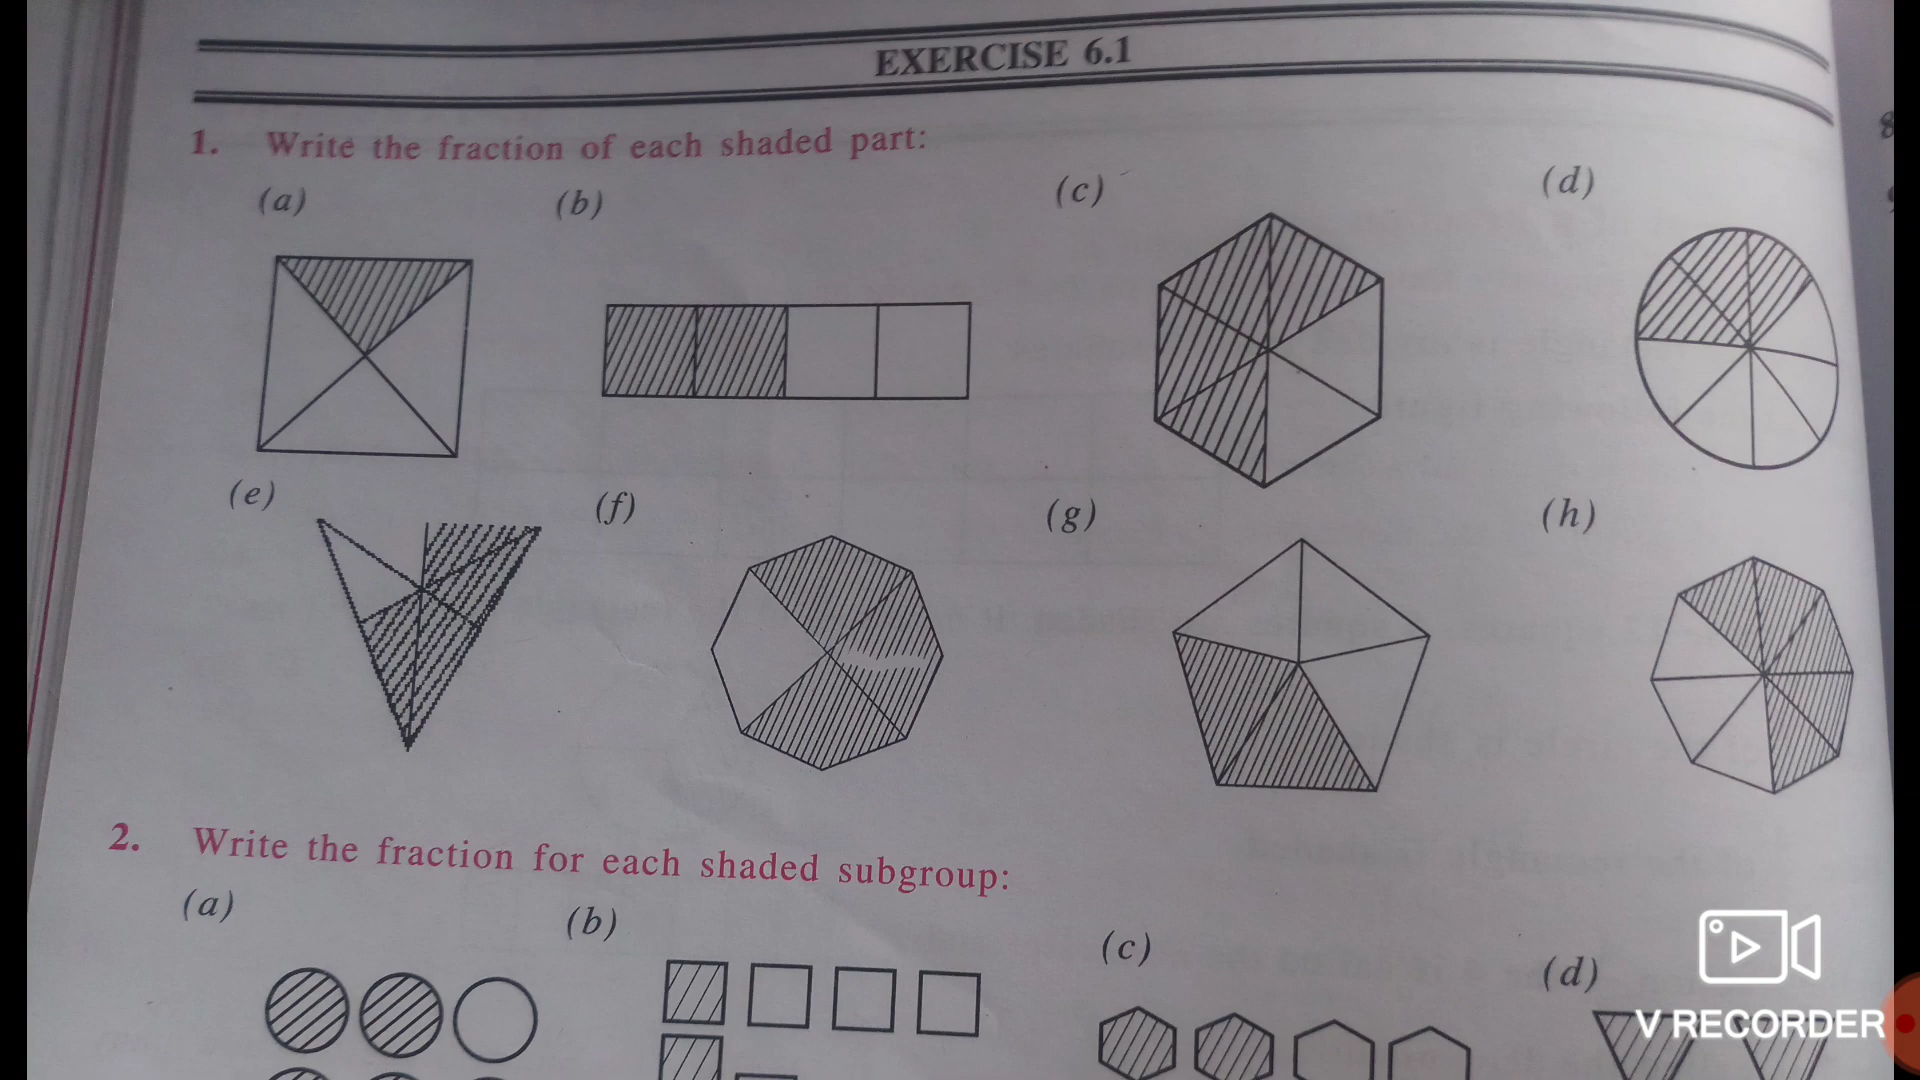 EXERCISE 6.1
1. Write the fraction of each shaded part:
(a) (b) (c) (d)
(e) (f) (g) (h)
2. Write the fraction for each shaded subgroup:
(a) (b) (c) (d)
V RECORDER